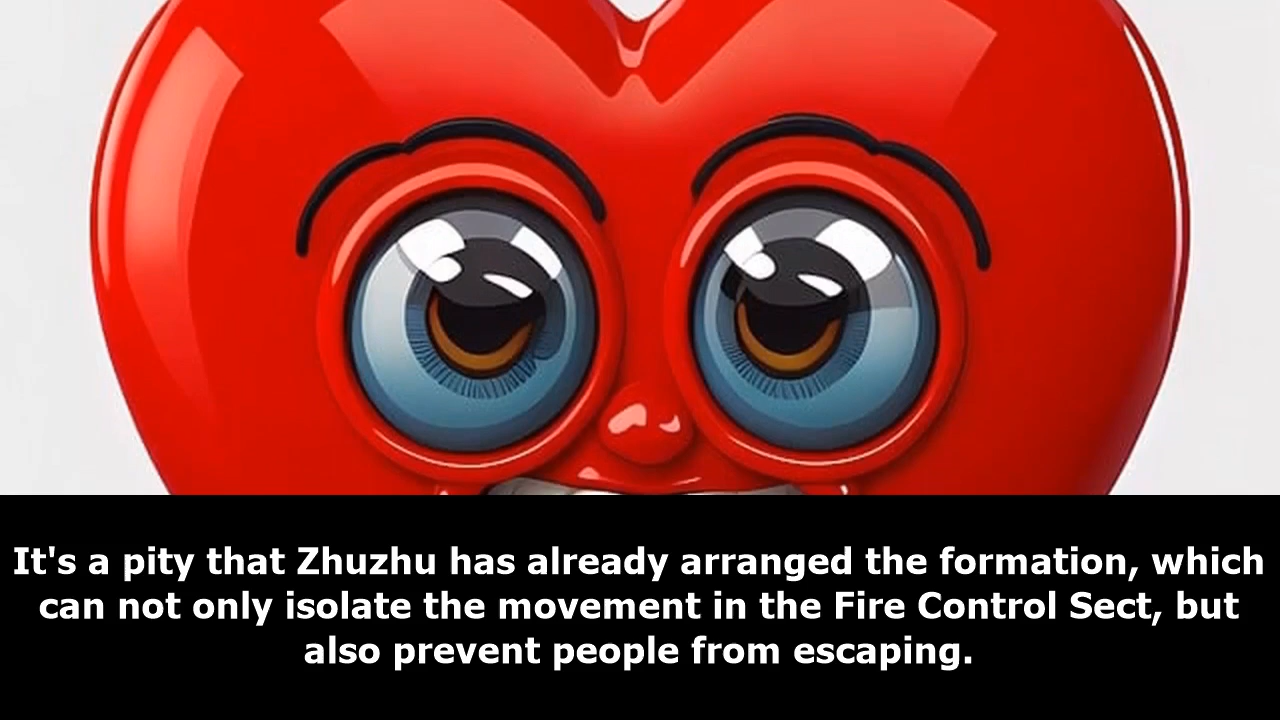 It's a pity that Zhuzhu has already arranged the formation, which
can not only isolate the movement in the Fire Control Sect, but
also prevent people from escaping.